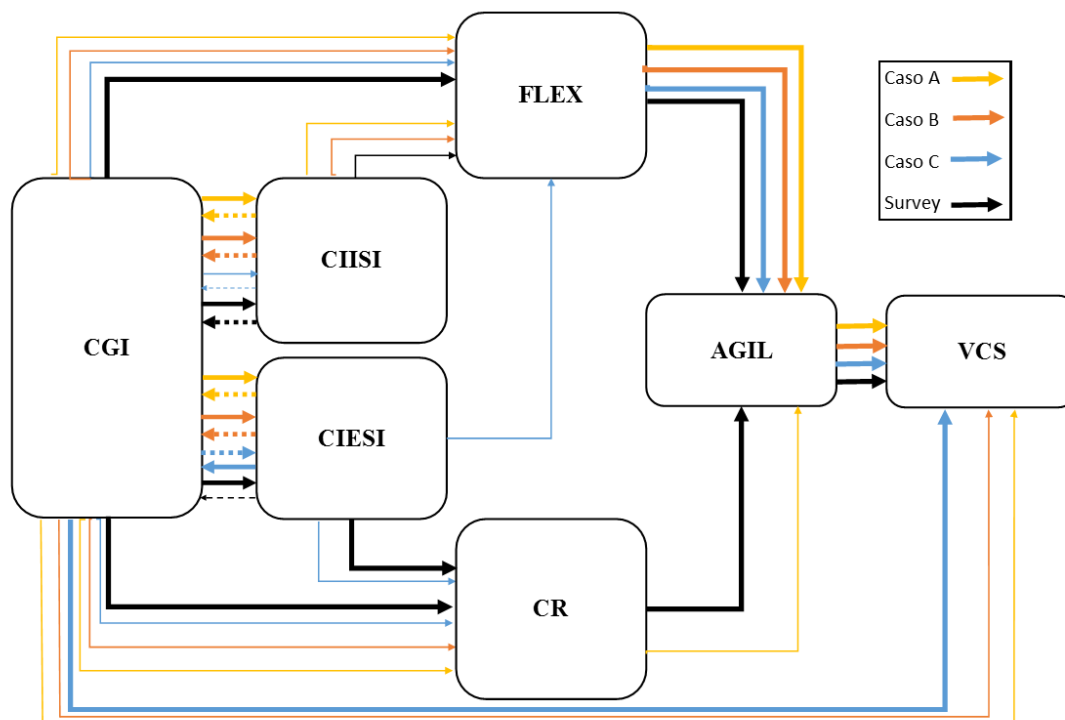 FLEX
Caso A
Caso B
Caso C
Survey
CIISI
CGI
AGIL
VCS
CIESI
CR